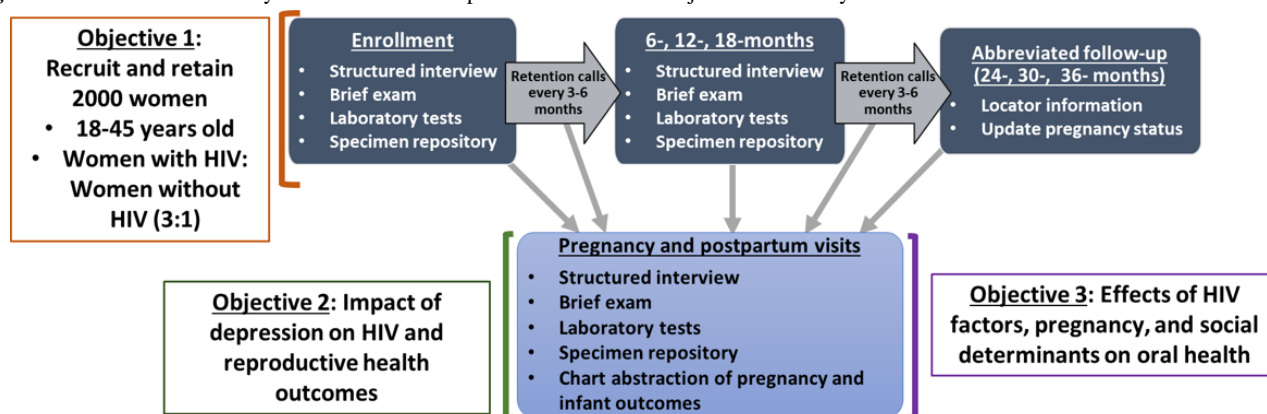 Objective 1:
Recruit and retain
2000 women
• 18-45 years old
• Women with HIV:
Women without
HIV (3:1)
Enrollment
• Structured interview
• Brief exam
• Laboratory tests
• Specimen repository
Retention calls
every 3-6
months
6-, 12-, 18-months
• Structured interview
• Brief exam
• Laboratory tests
• Specimen repository
Retention calls
every 3-6
months
Abbreviated follow-up
(24-, 30-, 36- months)
• Locator information
• Update pregnancy status
Objective 2: Impact of
depression on HIV and
reproductive health
outcomes
Pregnancy and postpartum visits
• Structured interview
• Brief exam
• Laboratory tests
• Specimen repository
• Chart abstraction of pregnancy and
infant outcomes
Objective 3: Effects of HIV
factors, pregnancy, and social
determinants on oral health